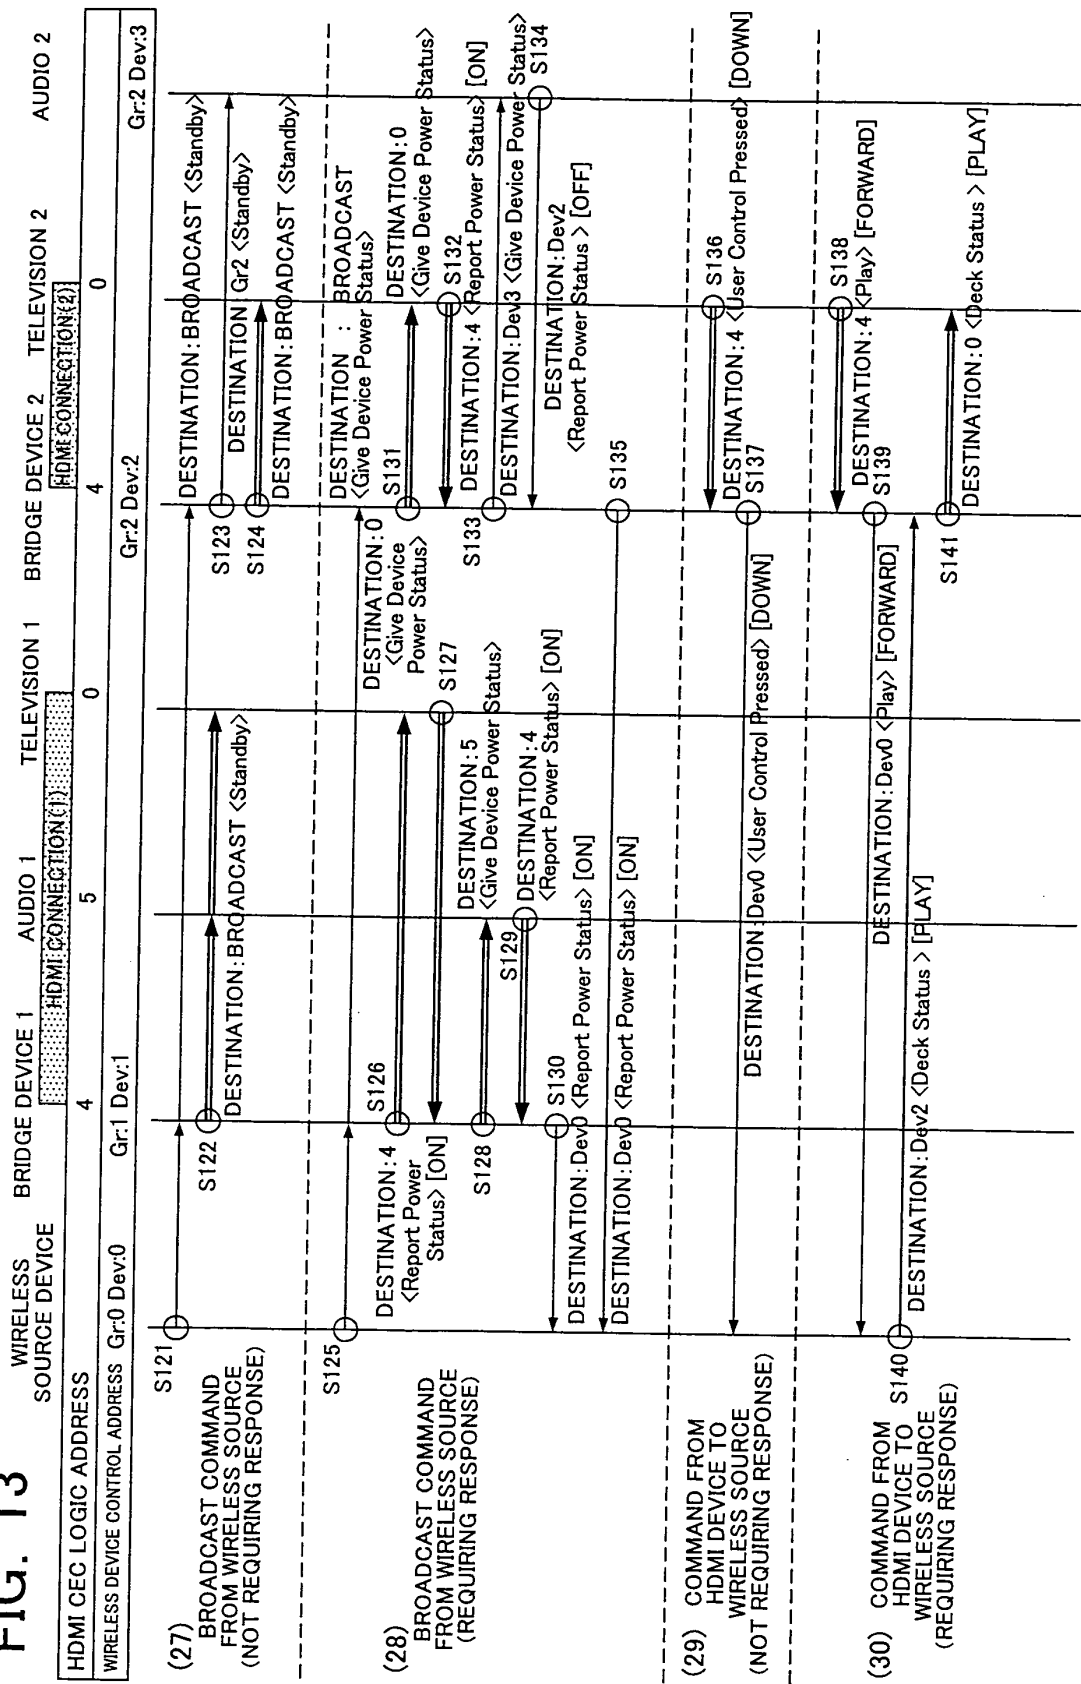 FIG. 13
WIRELESS
SOURCE DEVICE
BRIDGE DEVICE 1
AUDIO 1
TELEVISION 1
BRIDGE DEVICE 2
TELEVISION 2
AUDIO 2
HDMI CONNECTION(1)
HDMI CONNECTION(2)
HDMI CEC LOGIC ADDRESS
4
5
0
4
0
WIRELESS DEVICE CONTROL ADDRESS
Gr:0 Dev:0
Gr:1 Dev:1
Gr:2 Dev:2
Gr:2 Dev:3
(27)
BROADCAST COMMAND
FROM WIRELESS SOURCE
(NOT REQUIRING RESPONSE)
S121
DESTINATION:BROADCAST <Standby>
S122
DESTINATION:BROADCAST <Standby>
S123
DESTINATION Gr2 <Standby>
S124
DESTINATION:BROADCAST <Standby>
(28)
BROADCAST COMMAND
FROM WIRELESS SOURCE
(REQUIRING RESPONSE)
S125
DESTINATION : BROADCAST
<Give Device Power Status>
S126
DESTINATION:0
<Give Device
Power Status>
S127
DESTINATION:4
<Report Power
Status> [ON]
S128
DESTINATION:5
<Give Device Power Status>
S129
DESTINATION:4
<Report Power Status> [ON]
S130
DESTINATION:Dev0 <Report Power Status> [ON]
S131
DESTINATION:0
<Give Device Power Status>
S132
DESTINATION:4 <Report Power Status> [ON]
S133
DESTINATION:Dev3 <Give Device Power Status>
S134
DESTINATION:Dev2
<Report Power Status > [OFF]
S135
DESTINATION:Dev0 <Report Power Status> [ON]
(29)
COMMAND FROM
HDMI DEVICE TO
WIRELESS SOURCE
(NOT REQUIRING RESPONSE)
S136
DESTINATION:4 <User Control Pressed> [DOWN]
S137
DESTINATION:Dev0 <User Control Pressed> [DOWN]
(30)
COMMAND FROM
HDMI DEVICE TO
WIRELESS SOURCE
(REQUIRING RESPONSE)
S138
DESTINATION:4 <Play> [FORWARD]
S139
DESTINATION:Dev0 <Play> [FORWARD]
S140
DESTINATION:Dev2 <Deck Status > [PLAY]
S141
DESTINATION:0 <Deck Status > [PLAY]